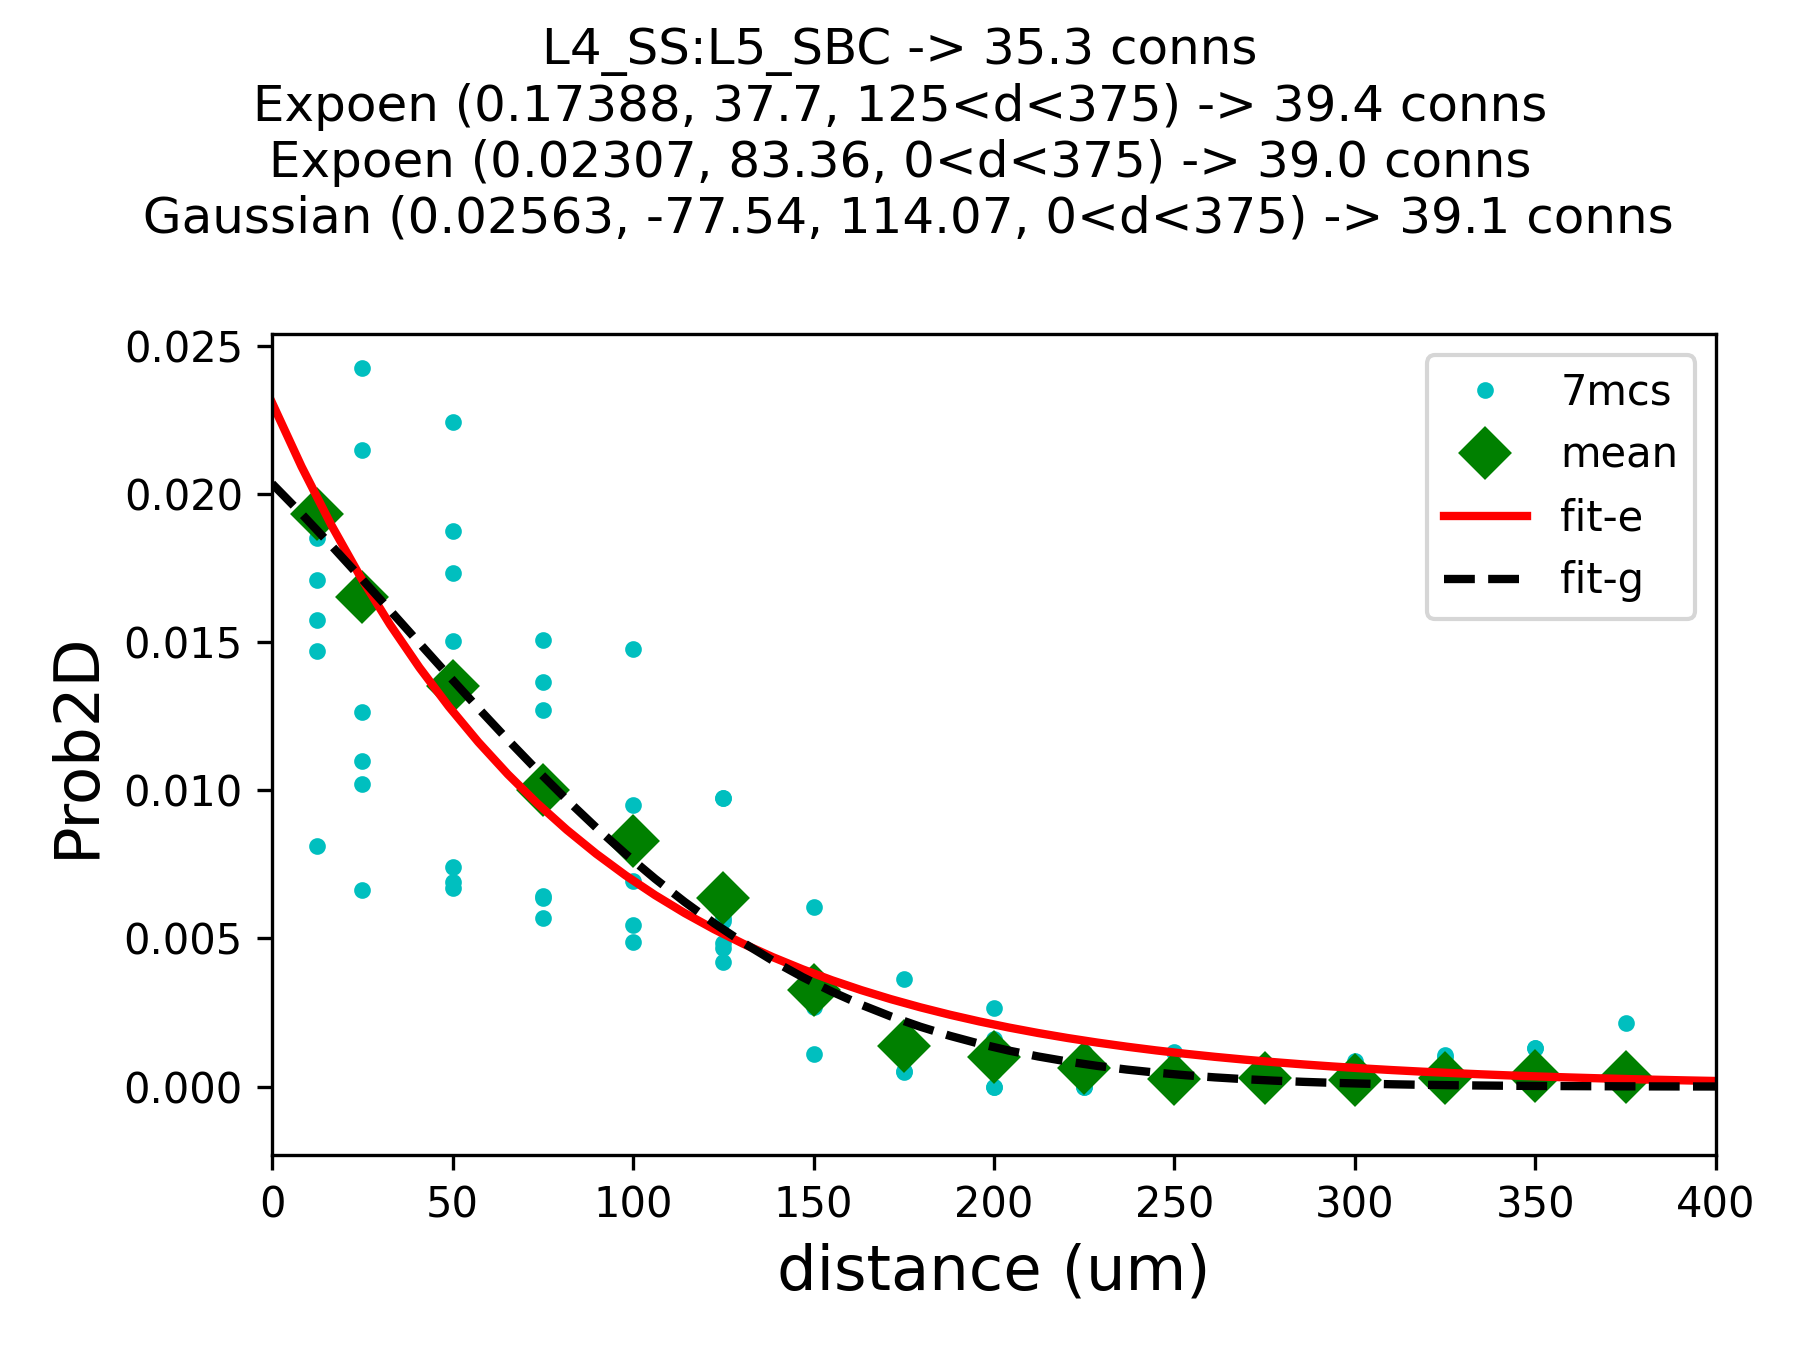 L4_SS:L5_SBC -> 35.3 conns
Expoen (0.17388, 37.7, 125<d<375) -> 39.4 conns
Expoen (0.02307, 83.36, 0<d<375) -> 39.0 conns
Gaussian (0.02563, -77.54, 114.07, 0<d<375) -> 39.1 conns
0.025
0.020
0.015
0.010
0.005
0.000
Prob2D
7mcs
mean
fit-e
fit-g
0 50 100 150 200 250 300 350 400
distance (um)